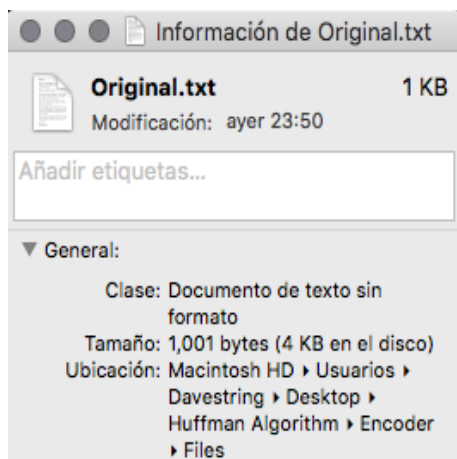 Información de Original.txt
Original.txt 1 KB
Modificación: ayer 23:50
Añadir etiquetas...
▼ General:
Clase: Documento de texto sin
formato
Tamaño: 1,001 bytes (4 KB en el disco)
Ubicación: Macintosh HD ▸ Usuarios ▸
Davestring ▸ Desktop ▸
Huffman Algorithm ▸ Encoder
▸ Files